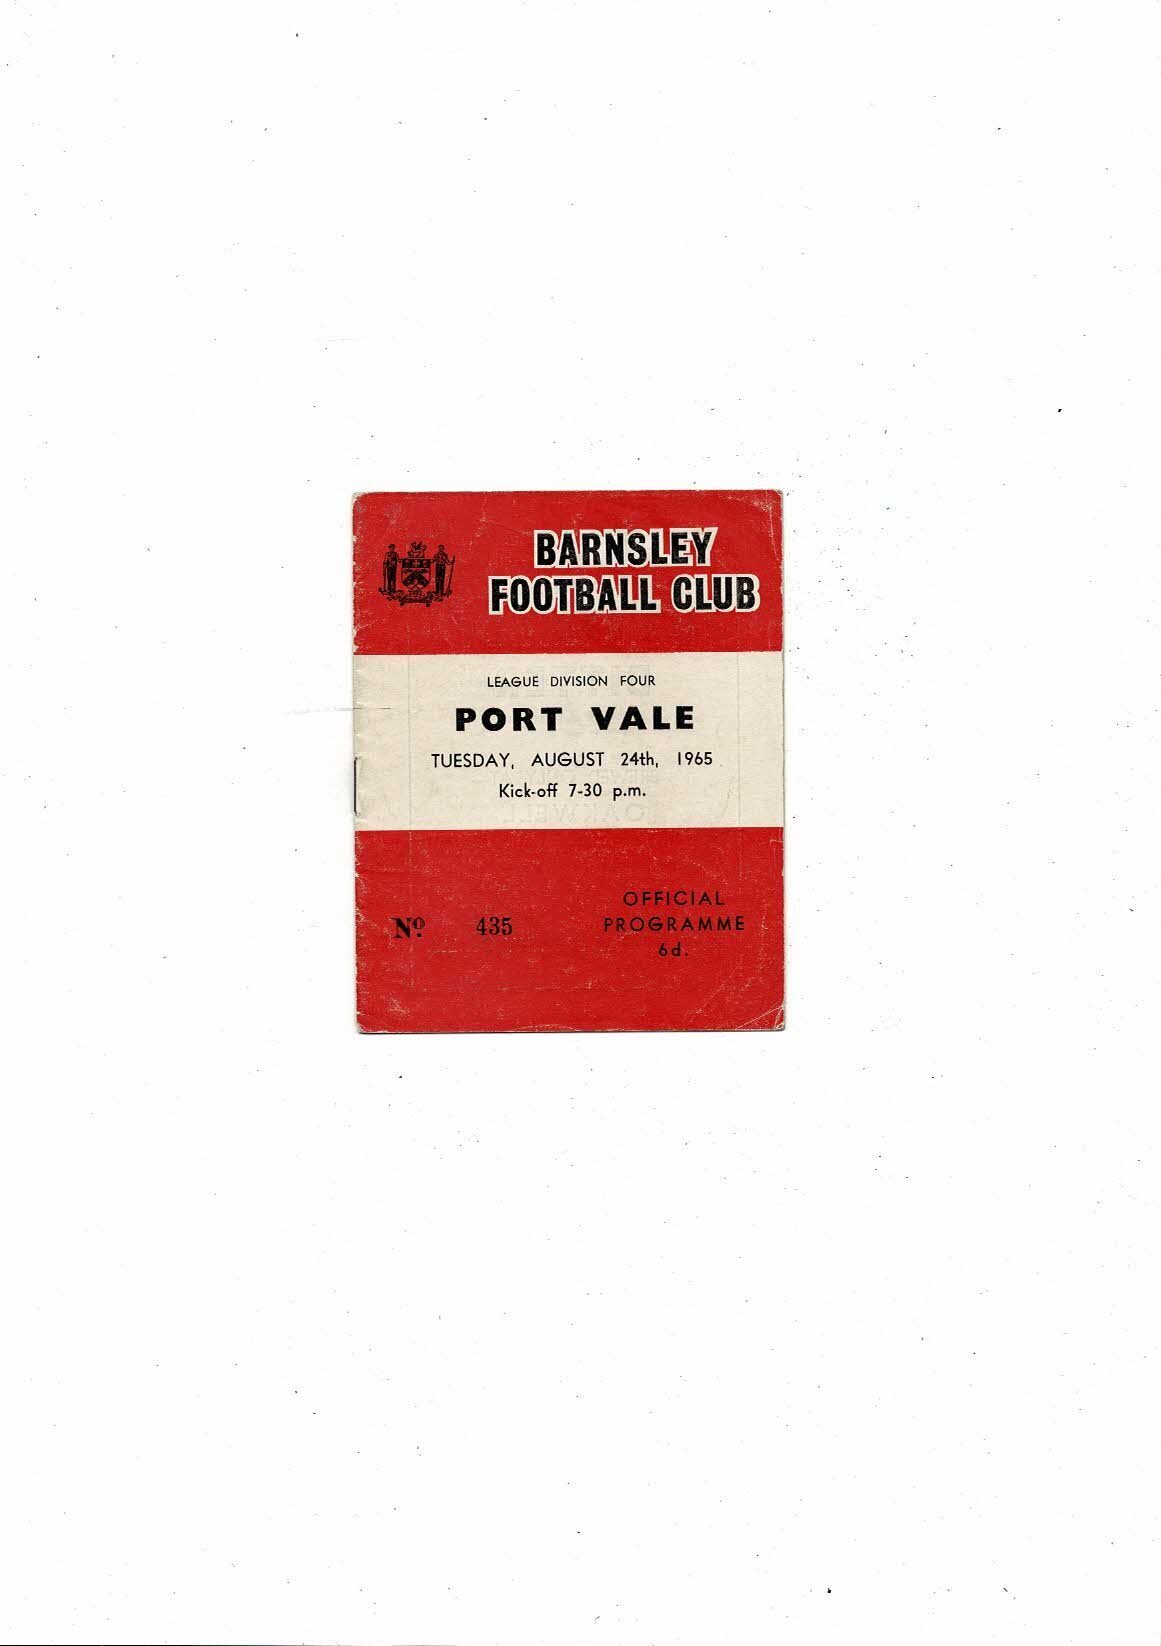 BARNSLEY
FOOTBALL CLUB
LEAGUE DIVISION FOUR
PORT VALE
TUESDAY, AUGUST 24th, 1965
Kick-off 7-30 p.m.
Nº 435
OFFICIAL
PROGRAMME
6d.